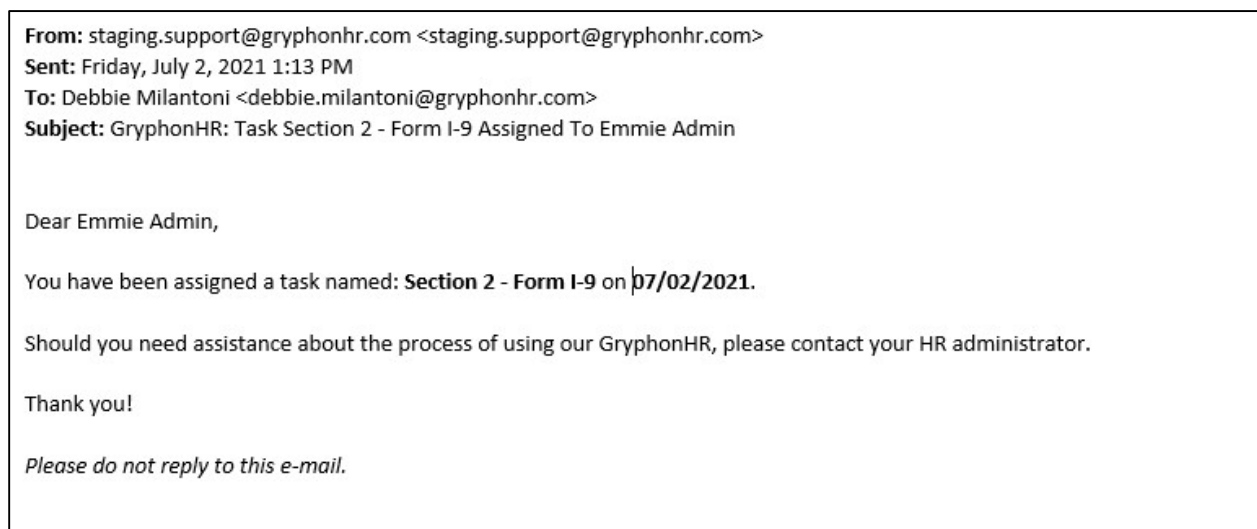 From: staging.support@gryphonhr.com <staging.support@gryphonhr.com>
Sent: Friday, July 2, 2021 1:13 PM
To: Debbie Milantoni <debbie.milantoni@gryphonhr.com>
Subject: GryphonHR: Task Section 2 - Form I-9 Assigned To Emmie Admin
Dear Emmie Admin,
You have been assigned a task named: Section 2 - Form I-9 on 07/02/2021.
Should you need assistance about the process of using our GryphonHR, please contact your HR administrator.
Thank you!
Please do not reply to this e-mail.